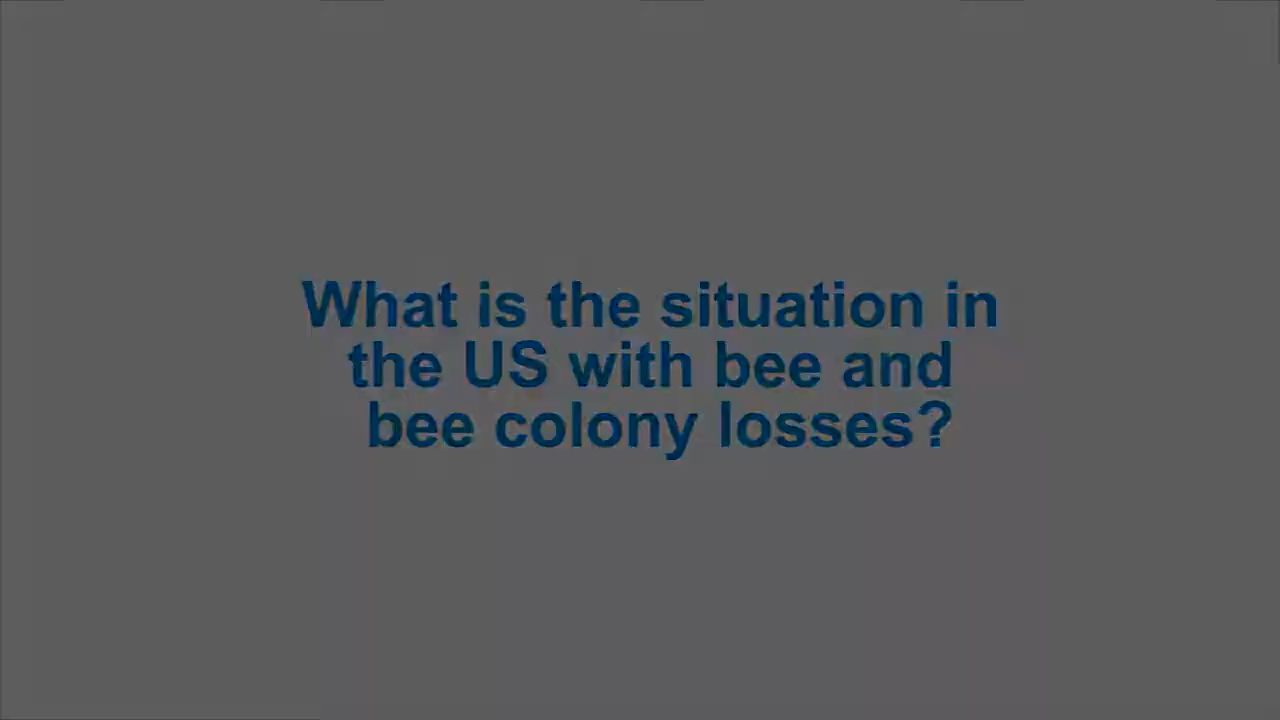 What is the situation in
the US with bee and
bee colony losses?